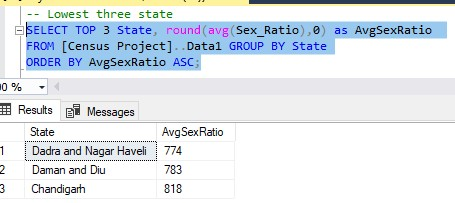 -- Lowest three state
SELECT TOP 3 State, round(avg(Sex_Ratio),0) as AvgSexRatio
FROM [Census Project]..Data1 GROUP BY State
ORDER BY AvgSexRatio ASC;
00 %
Results Messages
State AvgSexRatio
1 Dadra and Nagar Haveli 774
2 Daman and Diu 783
3 Chandigarh 818